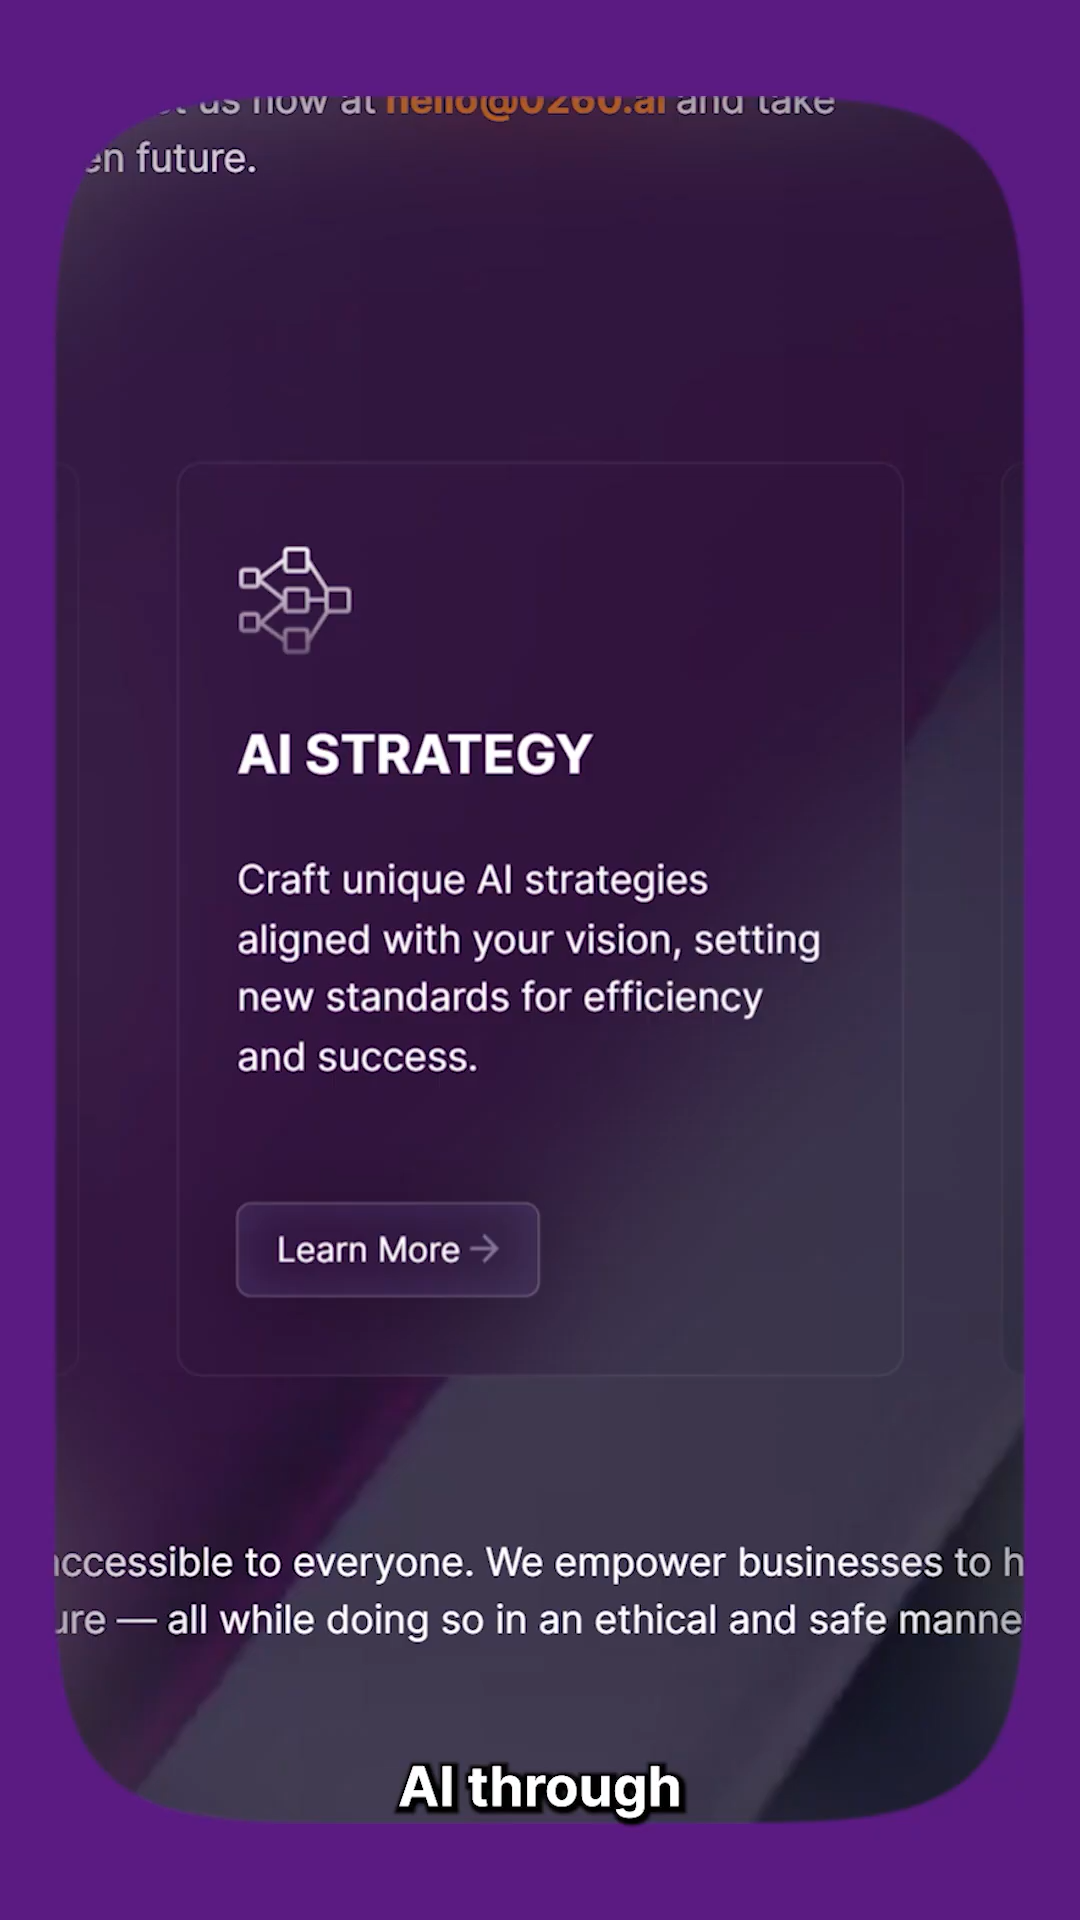 us now at hello@0260.ai and take
en future.
AI STRATEGY
Craft unique AI strategies
aligned with your vision, setting
new standards for efficiency
and success.
Learn More →
accessible to everyone. We empower businesses to h
ure — all while doing so in an ethical and safe manne
AI through